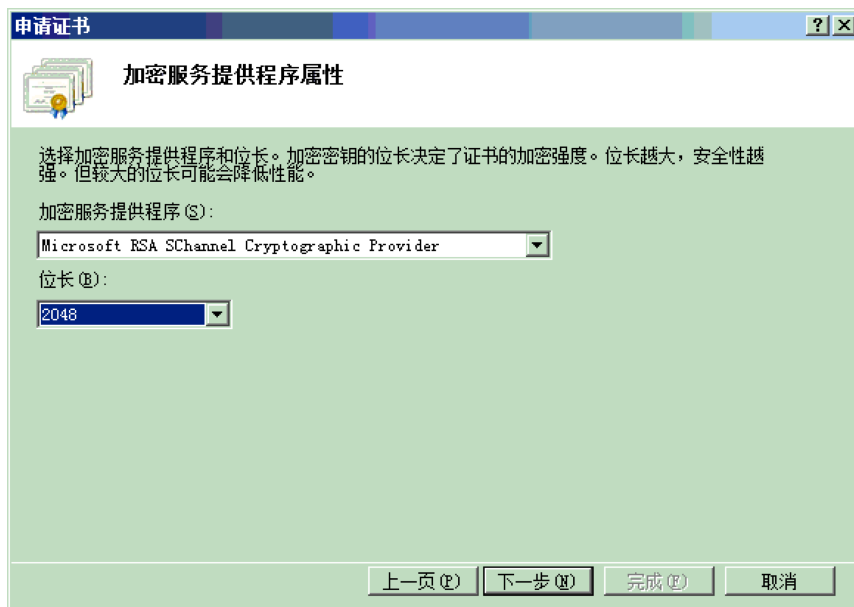 申请证书
加密服务提供程序属性
选择加密服务提供程序和位长。加密密钥的位长决定了证书的加密强度。位长越大，安全性越
强。但较大的位长可能会降低性能。
加密服务提供程序(S):
Microsoft RSA SChannel Cryptographic Provider
位长(B):
2048
上一页(P) 下一步(N) 完成(F) 取消